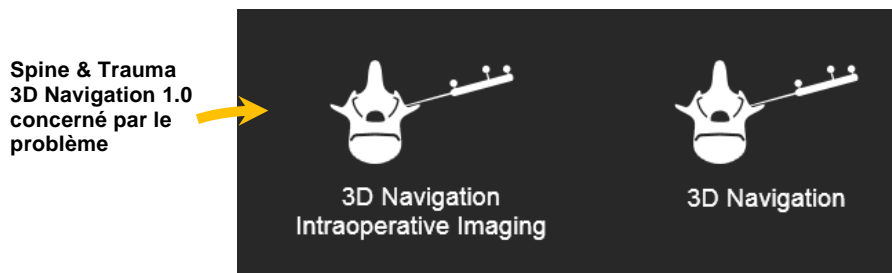 Spine & Trauma
3D Navigation 1.0
concerné par le
problème
3D Navigation
Intraoperative Imaging
3D Navigation